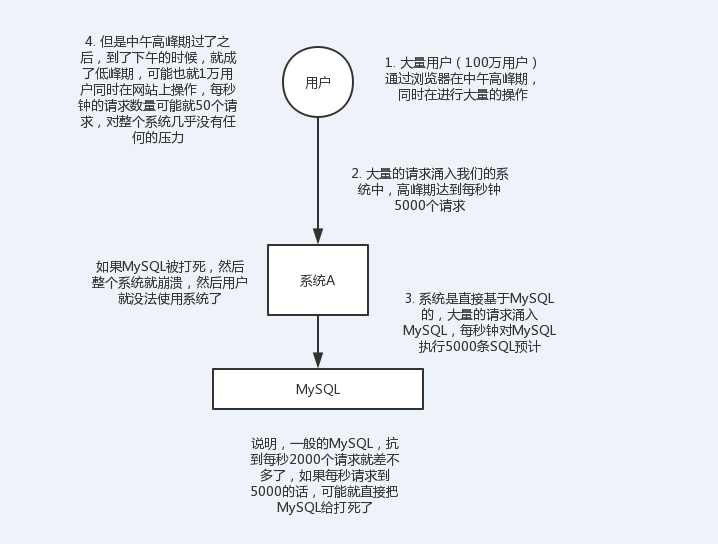 4. 但是中午高峰期过了之
后，到了下午的时候，就成
了低峰期，可能也就1万用
户同时在网站上操作，每秒
钟的请求数量可能就50个请
求，对整个系统几乎没有任
何的压力
用户
1. 大量用户（100万用户）
通过浏览器在中午高峰期，
同时在进行大量的操作
2. 大量的请求涌入我们的系
统中，高峰期达到每秒钟
5000个请求
如果MySQL被打死，然后
整个系统就崩溃，然后用户
就没法使用系统了
系统A
3. 系统是直接基于MySQL
的，大量的请求涌入
MySQL，每秒钟对MySQL
执行5000条SQL预计
MySQL
说明，一般的MySQL，抗
到每秒2000个请求就差不
多了，如果每秒请求到
5000的话，可能就直接把
MySQL给打死了